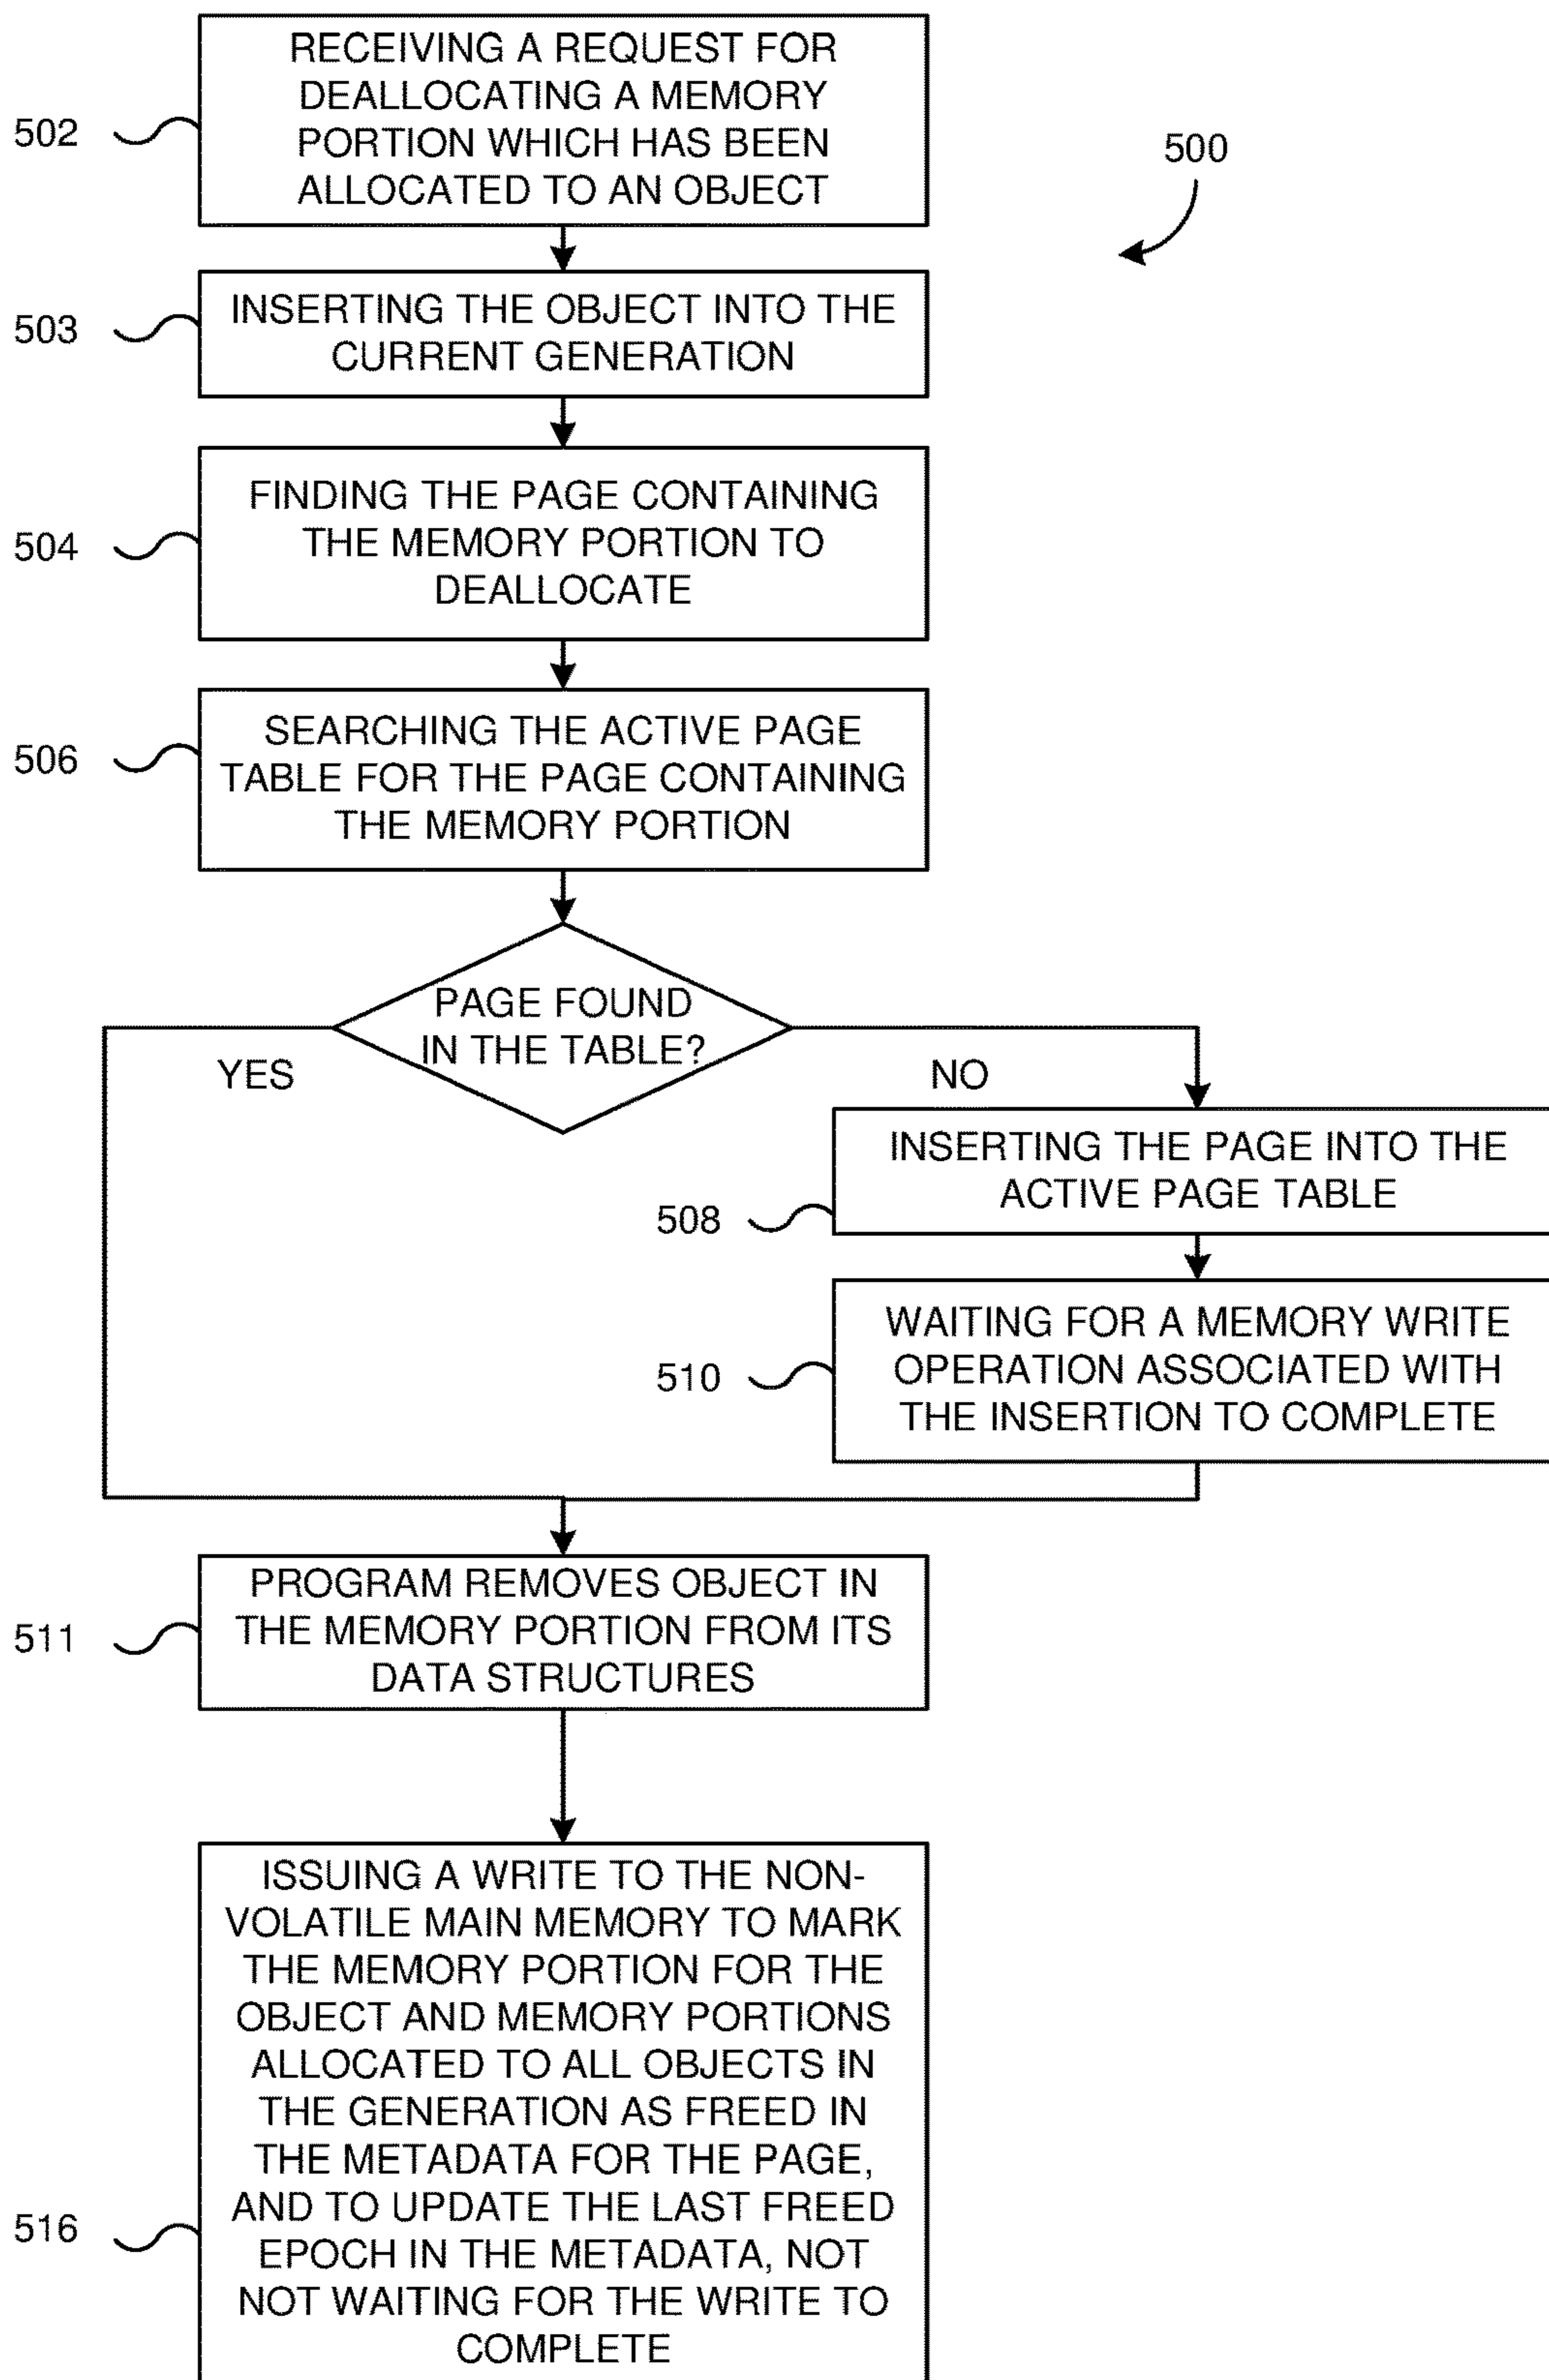 RECEIVING A REQUEST FOR
DEALLOCATING A MEMORY
PORTION WHICH HAS BEEN
ALLOCATED TO AN OBJECT
502
500
INSERTING THE OBJECT INTO THE
CURRENT GENERATION
503
FINDING THE PAGE CONTAINING
THE MEMORY PORTION TO
DEALLOCATE
504
SEARCHING THE ACTIVE PAGE
TABLE FOR THE PAGE CONTAINING
THE MEMORY PORTION
506
PAGE FOUND
IN THE TABLE?
YES
NO
INSERTING THE PAGE INTO THE
ACTIVE PAGE TABLE
508
WAITING FOR A MEMORY WRITE
OPERATION ASSOCIATED WITH
THE INSERTION TO COMPLETE
510
PROGRAM REMOVES OBJECT IN
THE MEMORY PORTION FROM ITS
DATA STRUCTURES
511
ISSUING A WRITE TO THE NON-
VOLATILE MAIN MEMORY TO MARK
THE MEMORY PORTION FOR THE
OBJECT AND MEMORY PORTIONS
ALLOCATED TO ALL OBJECTS IN
THE GENERATION AS FREED IN
THE METADATA FOR THE PAGE,
AND TO UPDATE THE LAST FREED
EPOCH IN THE METADATA, NOT
NOT WAITING FOR THE WRITE TO
COMPLETE
516